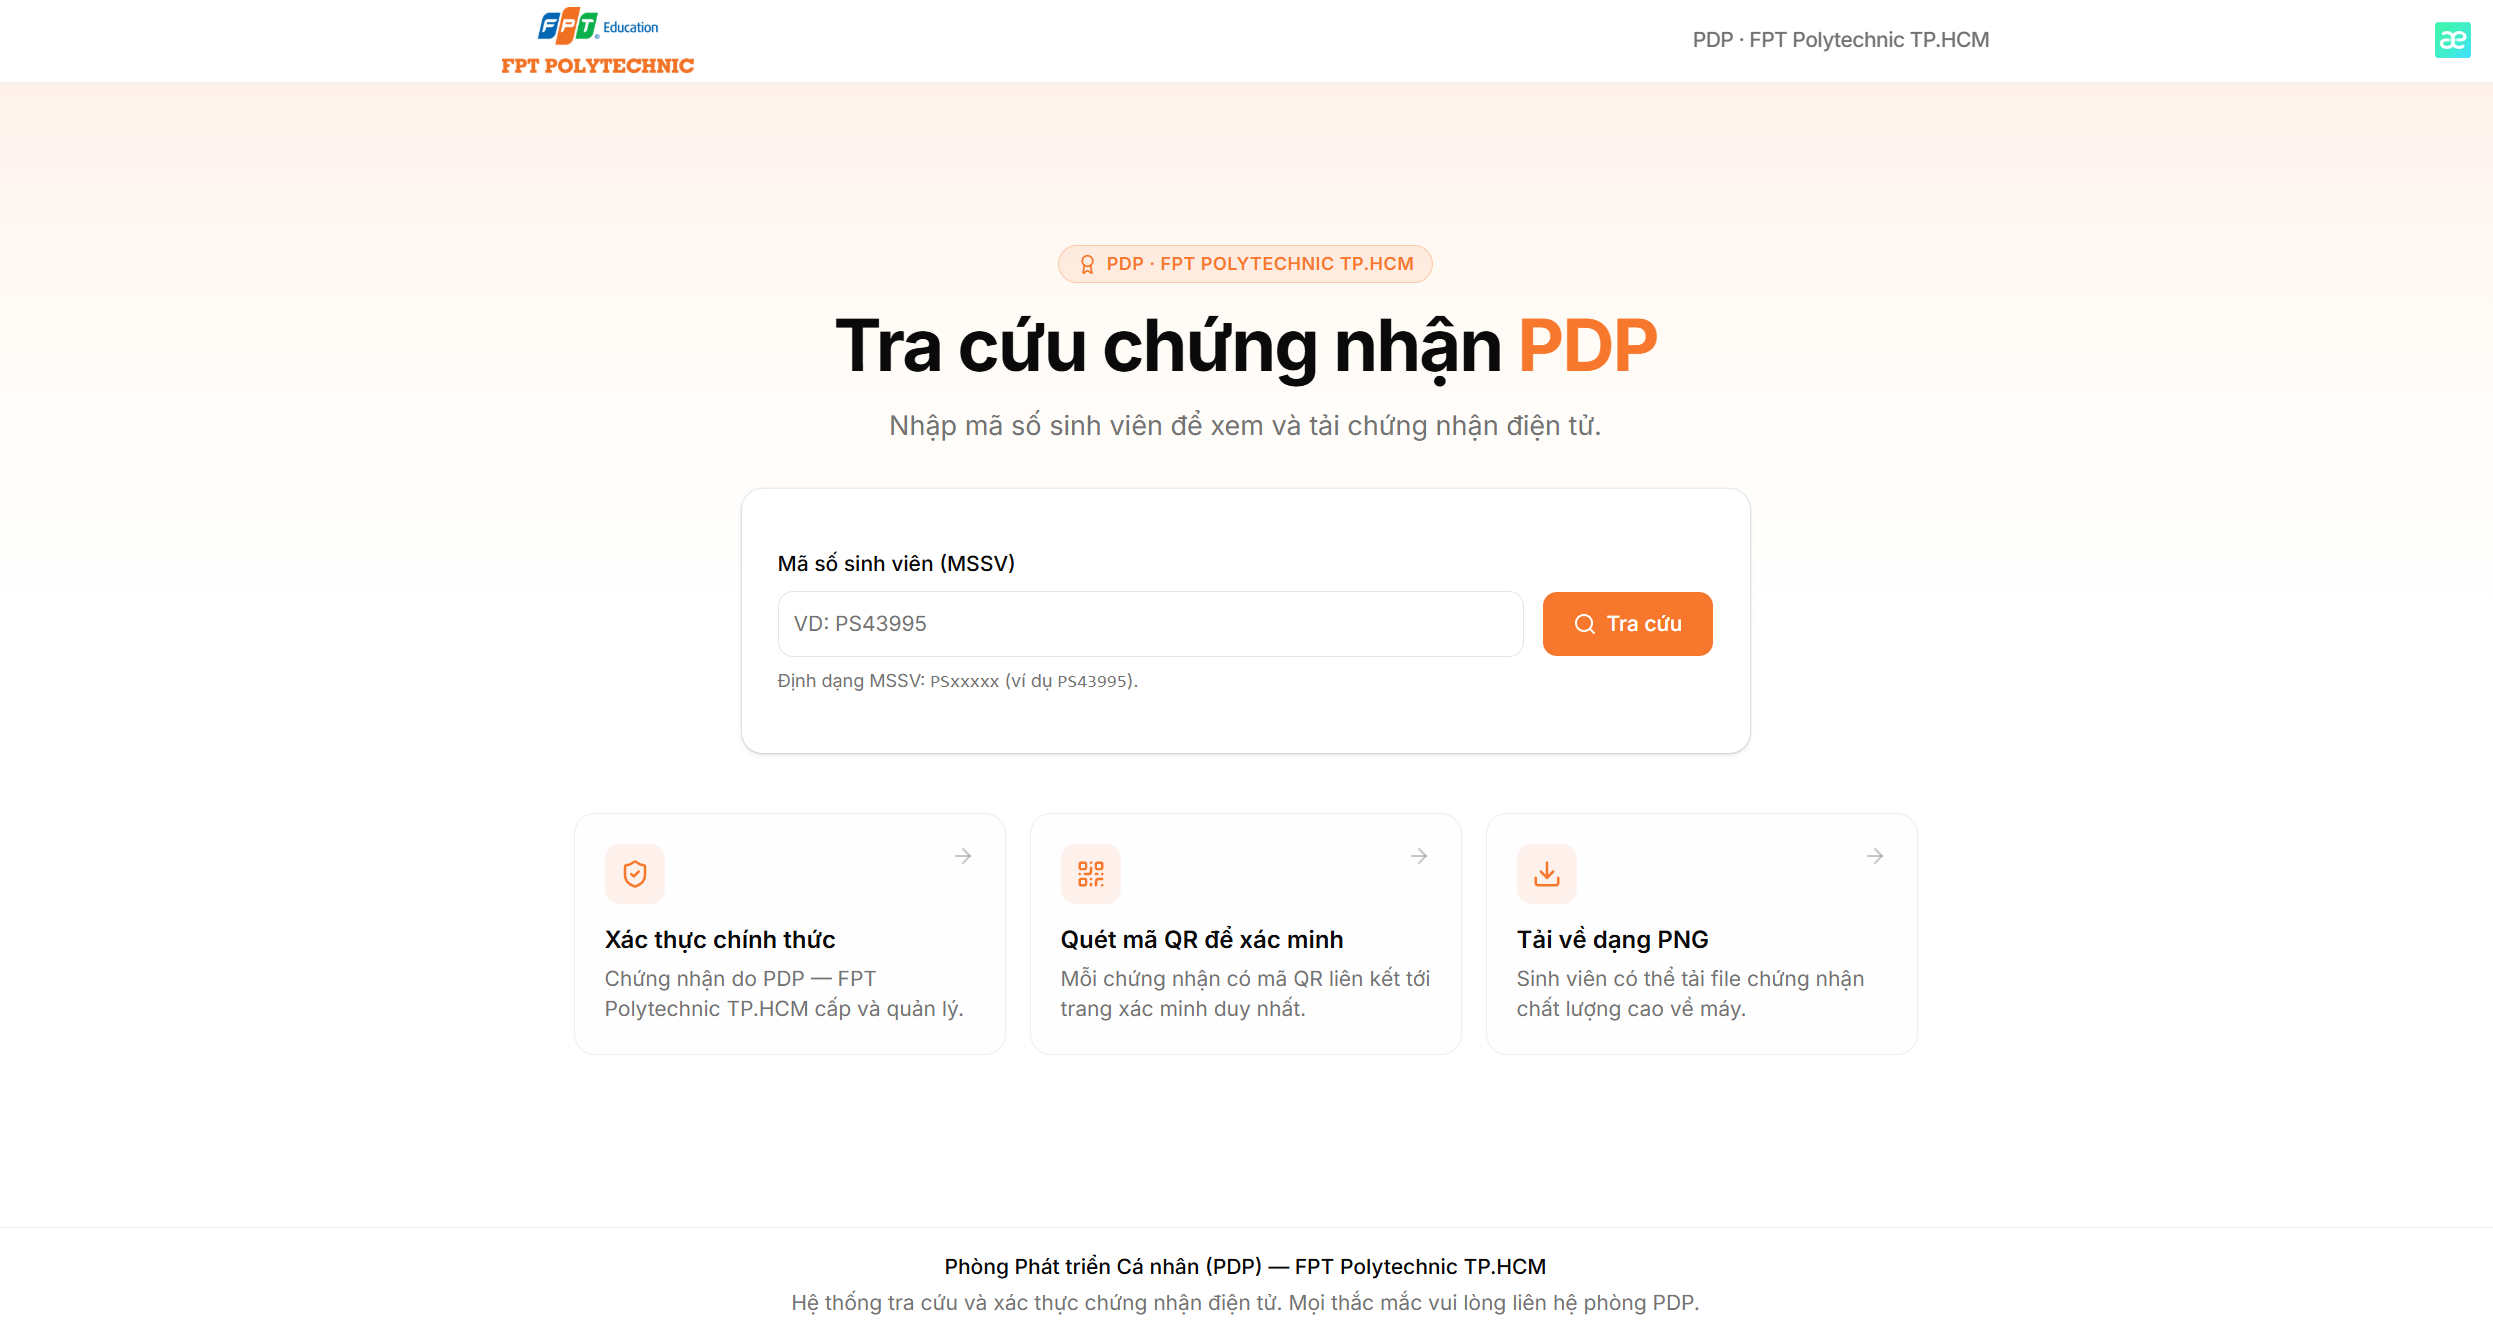 FPT Education
FPT POLYTECHNIC
PDP · FPT Polytechnic TP.HCM
æ
PDP · FPT POLYTECHNIC TP.HCM
Tra cứu chứng nhận PDP
Nhập mã số sinh viên để xem và tải chứng nhận điện tử.
Mã số sinh viên (MSSV)
VD: PS43995
Tra cứu
Định dạng MSSV: PSxxxxx (ví dụ PS43995).
Xác thực chính thức
Chứng nhận do PDP — FPT
Polytechnic TP.HCM cấp và quản lý.
Quét mã QR để xác minh
Mỗi chứng nhận có mã QR liên kết tới
trang xác minh duy nhất.
Tải về dạng PNG
Sinh viên có thể tải file chứng nhận
chất lượng cao về máy.
Phòng Phát triển Cá nhân (PDP) — FPT Polytechnic TP.HCM
Hệ thống tra cứu và xác thực chứng nhận điện tử. Mọi thắc mắc vui lòng liên hệ phòng PDP.